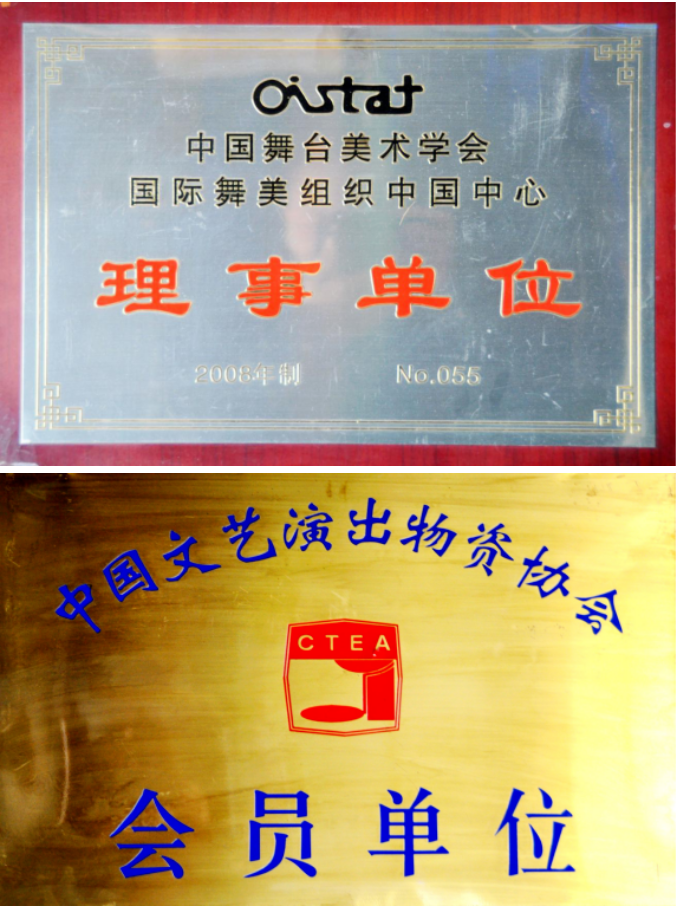 oistat
中国舞台美术学会
国际舞美组织中国中心
理事单位
2008年制 No.055
中国文艺演出物资协会
CTEA
会员单位